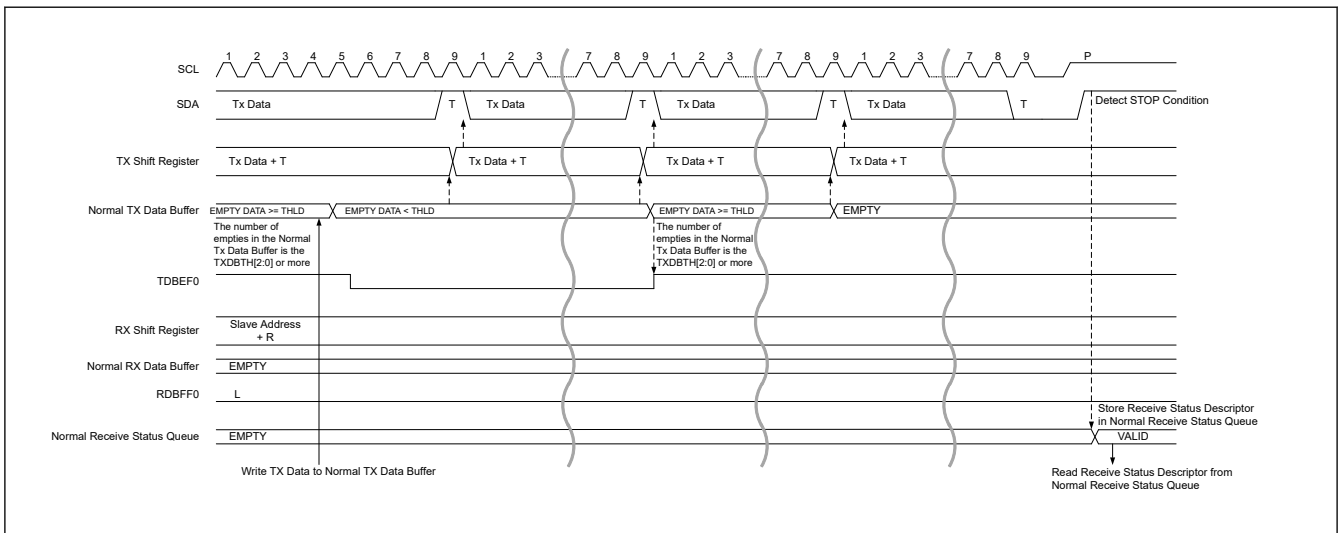 1 2 3 4 5 6 7 8 9 1 2 3 7 8 9 1 2 3 7 8 9 1 2 3 7 8 9 P
SCL
SDA Tx Data T Tx Data T Tx Data T Tx Data T Detect STOP Condition
TX Shift Register Tx Data + T Tx Data + T Tx Data + T Tx Data + T
Normal TX Data Buffer EMPTY DATA >= THLD EMPTY DATA < THLD EMPTY DATA >= THLD EMPTY
The number of
empties in the Normal
Tx Data Buffer is the
TXDBTH[2:0] or more
The number of
empties in the Normal
Tx Data Buffer is the
TXDBTH[2:0] or more
TDBEF0
RX Shift Register Slave Address
+ R
Normal RX Data Buffer EMPTY
RDBFF0 L
Store Receive Status Descriptor
in Normal Receive Status Queue
Normal Receive Status Queue EMPTY VALID
Write TX Data to Normal TX Data Buffer
Read Receive Status Descriptor from
Normal Receive Status Queue